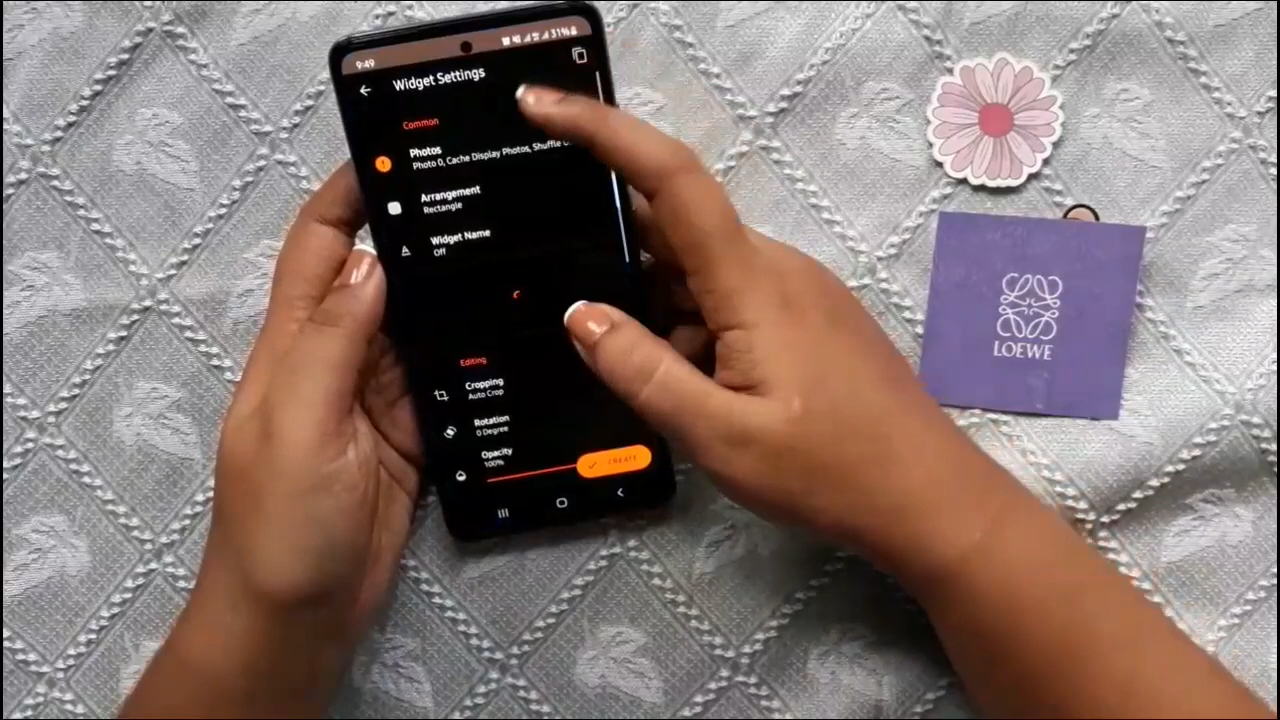 9:49
31%
Widget Settings
Common
Photos
Photo 0, Cache Display Photos, Shuffle
Arrangement
Rectangle
Widget Name
Off
Editing
Cropping
Auto Crop
Rotation
0 Degree
Opacity
100%
CREATE
LOEWE